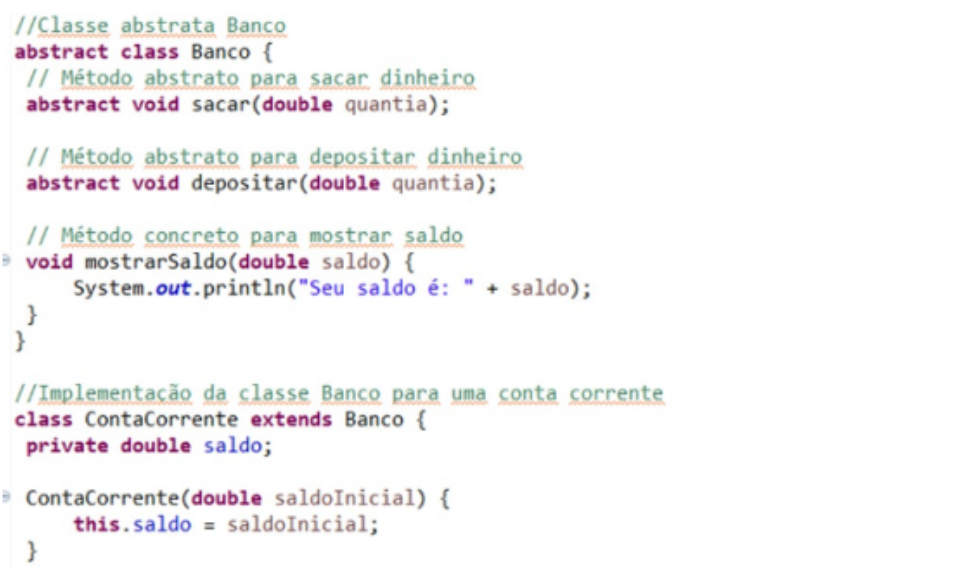 //Classe abstrata Banco
abstract class Banco {
// Método abstrato para sacar dinheiro
abstract void sacar(double quantia);
// Método abstrato para depositar dinheiro
abstract void depositar(double quantia);
// Método concreto para mostrar saldo
void mostrarSaldo(double saldo) {
System.out.println("Seu saldo é: " + saldo);
}
}
//Implementação da classe Banco para uma conta corrente
class ContaCorrente extends Banco {
private double saldo;
ContaCorrente(double saldoInicial) {
this.saldo = saldoInicial;
}